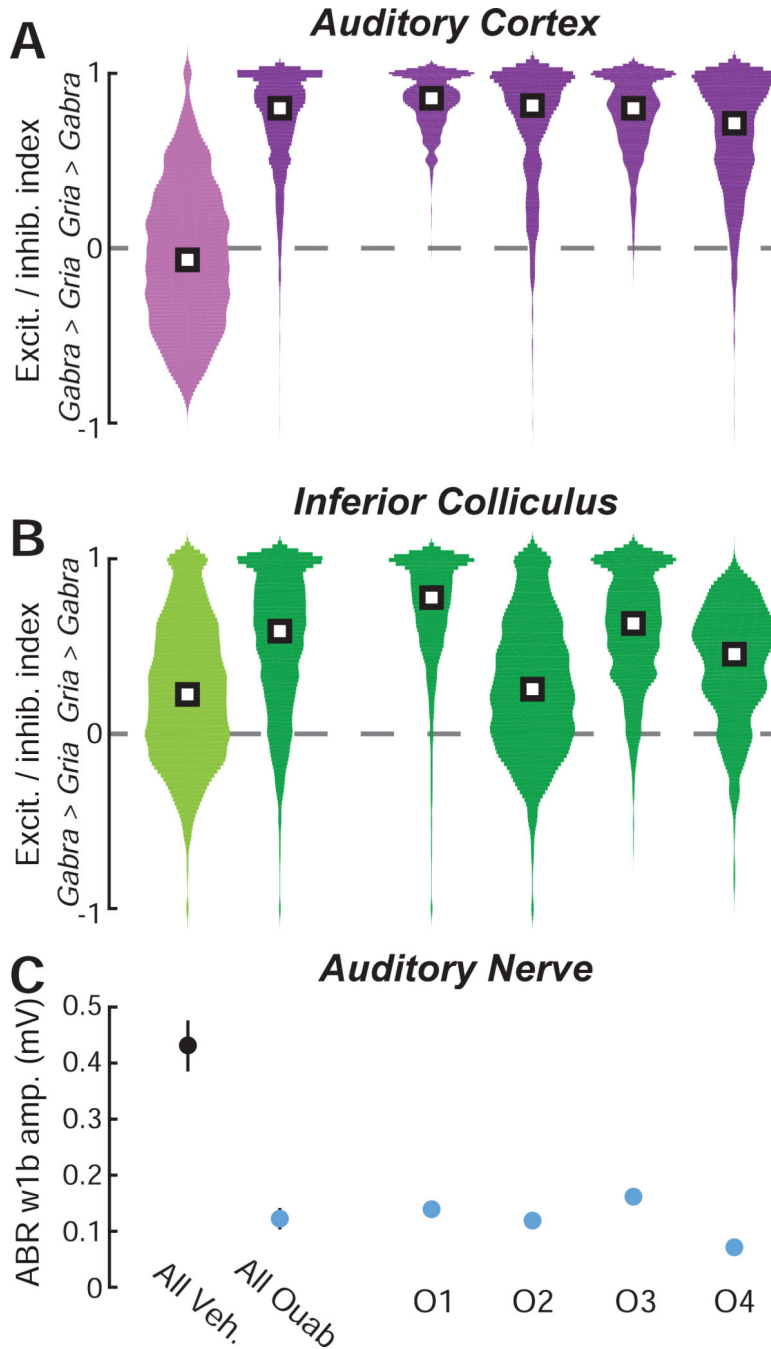 A
Auditory Cortex
Excit. / inhib. index
Gabra > Gria Gria > Gabra
1
0
-1
B
Inferior Colliculus
Excit. / inhib. index
Gabra > Gria Gria > Gabra
1
0
-1
C
Auditory Nerve
ABR w1b amp. (mV)
0.5
0.4
0.3
0.2
0.1
0
All Veh.
All Ouab
O1
O2
O3
O4